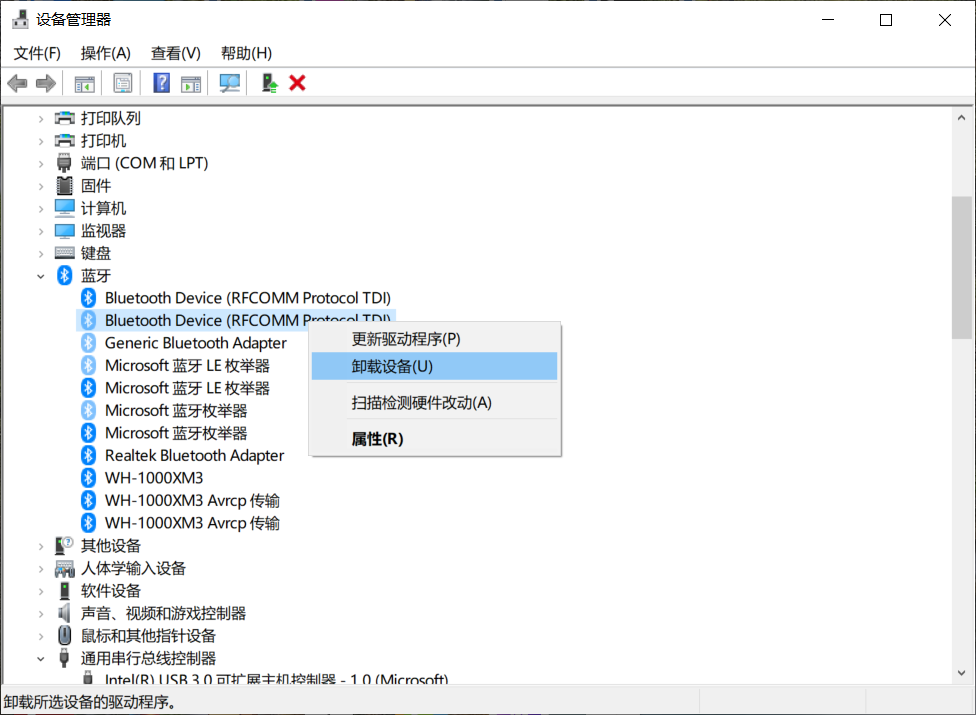 设备管理器
文件(F) 操作(A) 查看(V) 帮助(H)
打印队列
打印机
端口 (COM 和 LPT)
固件
计算机
监视器
键盘
蓝牙
Bluetooth Device (RFCOMM Protocol TDI)
Bluetooth Device (RFCOMM Protocol TDI)
Generic Bluetooth Adapter
Microsoft 蓝牙 LE 枚举器
Microsoft 蓝牙 LE 枚举器
Microsoft 蓝牙枚举器
Microsoft 蓝牙枚举器
Realtek Bluetooth Adapter
WH-1000XM3
WH-1000XM3 Avrcp 传输
WH-1000XM3 Avrcp 传输
更新驱动程序(P)
卸载设备(U)
扫描检测硬件改动(A)
属性(R)
其他设备
人体学输入设备
软件设备
声音、视频和游戏控制器
鼠标和其他指针设备
通用串行总线控制器
Intel(R) USB 3.0 可扩展主机控制器 - 1.0 (Microsoft)
卸载所选设备的驱动程序。